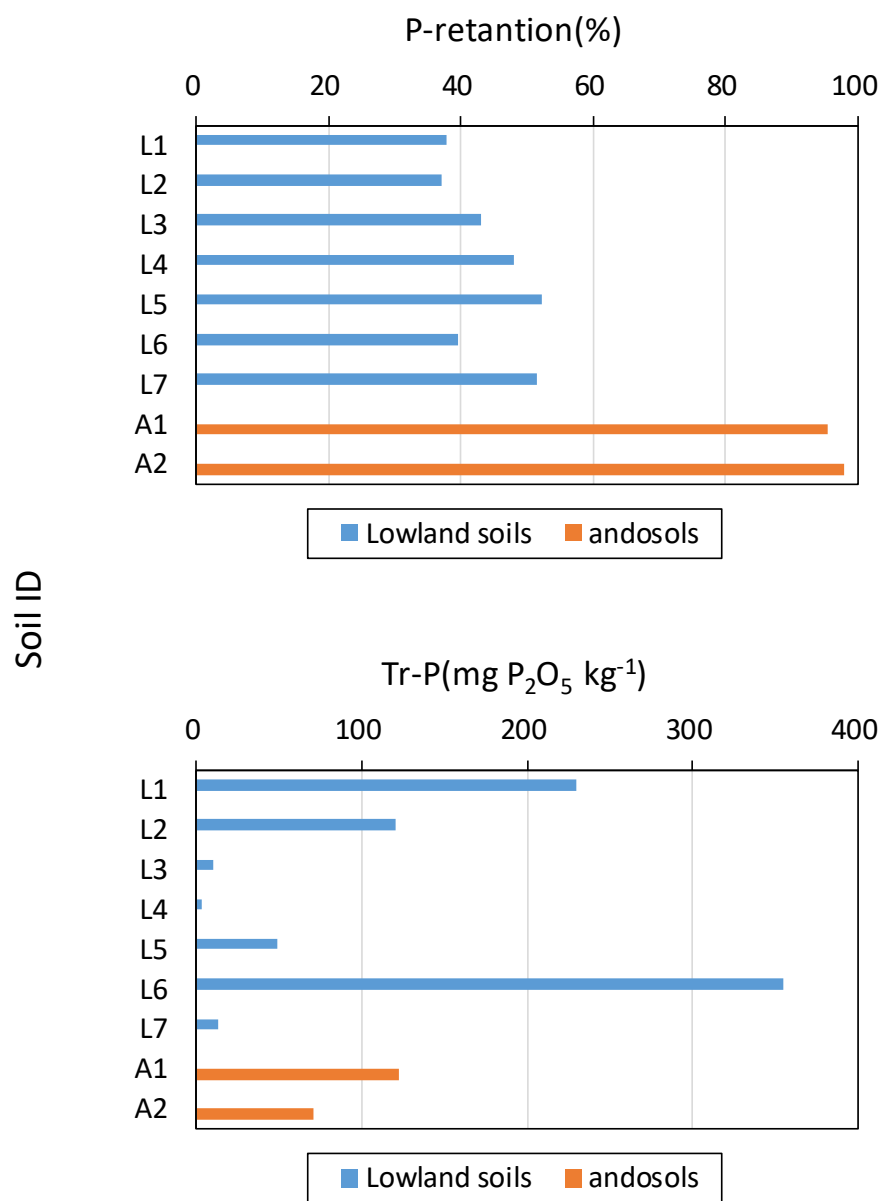 P-retantion(%)
0 20 40 60 80 100
L1
L2
L3
L4
L5
L6
L7
A1
A2
Lowland soils andosols
Soil ID
Tr-P(mg P₂O₅ kg⁻¹)
0 100 200 300 400
L1
L2
L3
L4
L5
L6
L7
A1
A2
Lowland soils andosols